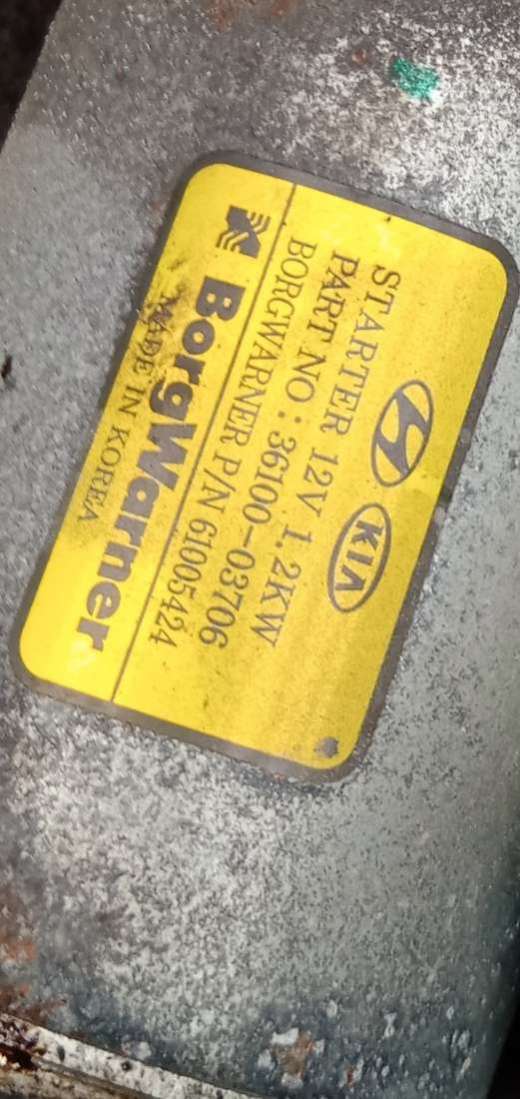 KIA
STARTER 12V 1.2KW
PART NO : 36100-03706
BORGWARNER P/N 61005424
BorgWarner
MADE IN KOREA